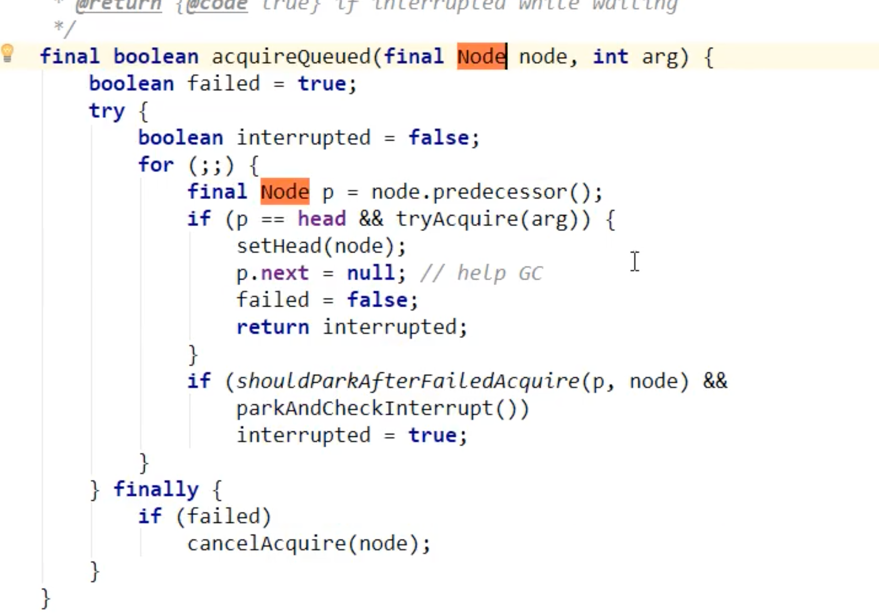 * @return {@code true} if interrupted while waiting
*/
final boolean acquireQueued(final Node node, int arg) {
    boolean failed = true;
    try {
        boolean interrupted = false;
        for (;;) {
            final Node p = node.predecessor();
            if (p == head && tryAcquire(arg)) {
                setHead(node);
                p.next = null; // help GC
                failed = false;
                return interrupted;
            }
            if (shouldParkAfterFailedAcquire(p, node) &&
                parkAndCheckInterrupt())
                interrupted = true;
        }
    } finally {
        if (failed)
            cancelAcquire(node);
    }
}